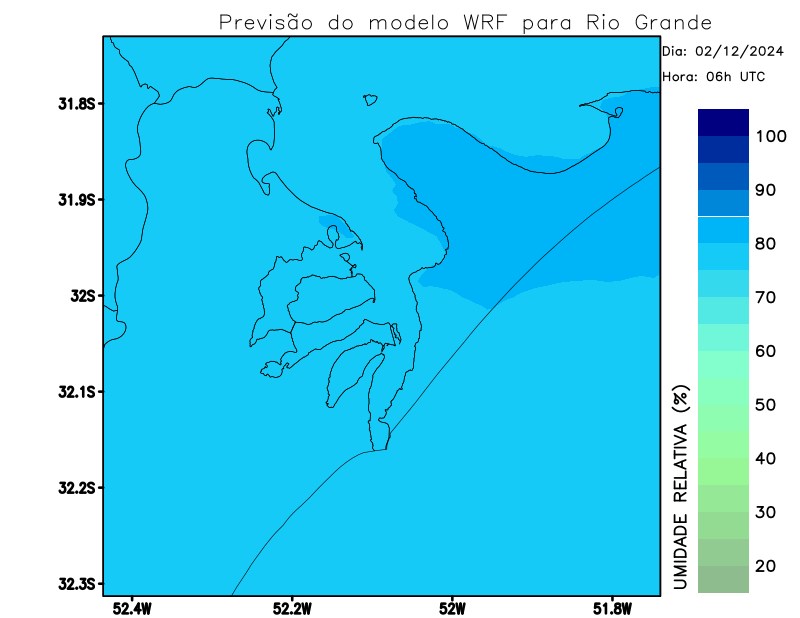 Previsão do modelo WRF para Rio Grande
Dia: 02/12/2024
Hora: 06h UTC
31.8S
31.9S
32S
32.1S
32.2S
32.3S
52.4W
52.2W
52W
51.8W
100
90
80
70
60
50
40
30
20
UMIDADE RELATIVA (%)